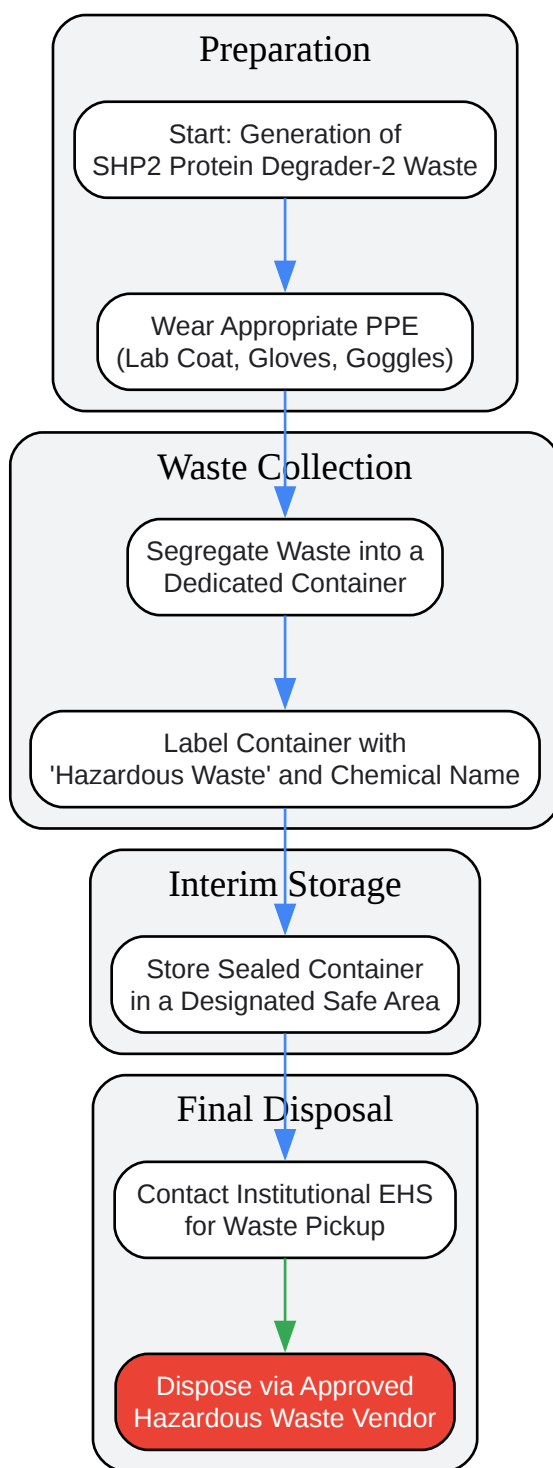 Preparation
Start: Generation of
SHP2 Protein Degrader-2 Waste
Wear Appropriate PPE
(Lab Coat, Gloves, Goggles)
Waste Collection
Segregate Waste into a
Dedicated Container
Label Container with
'Hazardous Waste' and Chemical Name
Interim Storage
Store Sealed Container
in a Designated Safe Area
Final Disposal
Contact Institutional EHS
for Waste Pickup
Dispose via Approved
Hazardous Waste Vendor